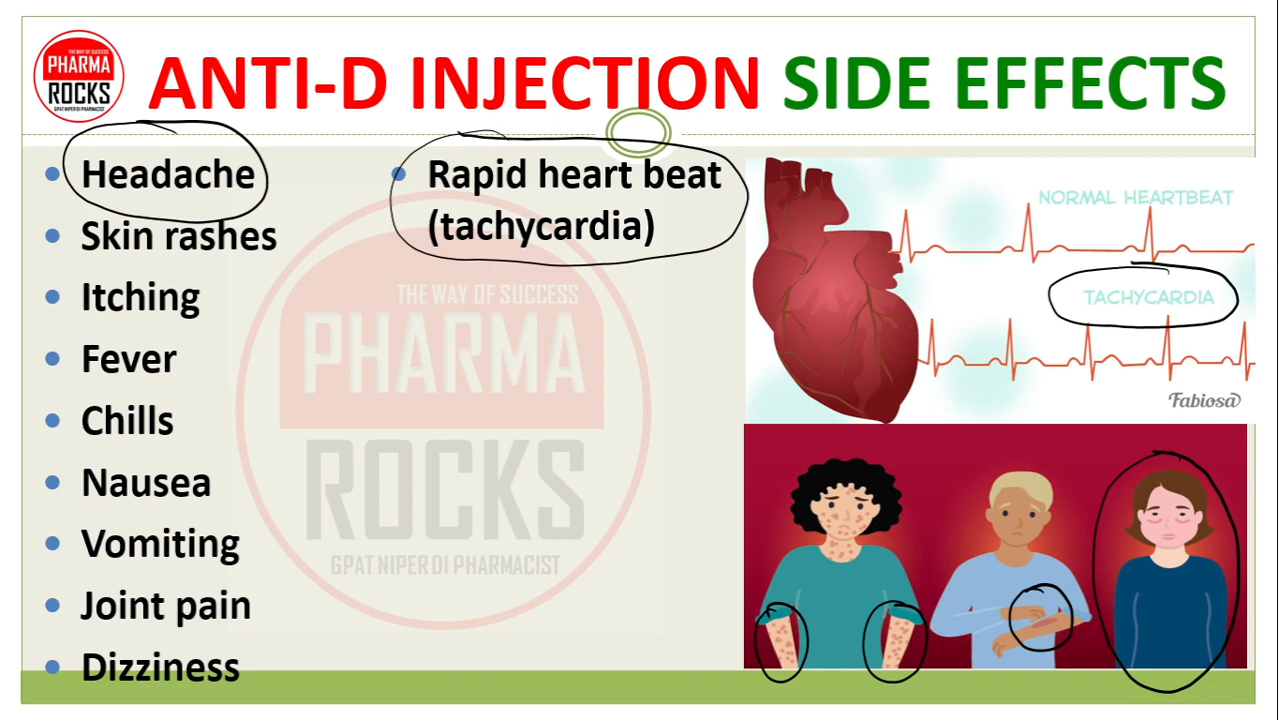 THE WAY OF SUCCESS
PHARMA
ROCKS
GPAT NIPER DI PHARMACIST
ANTI-D INJECTION SIDE EFFECTS
• Headache
• Skin rashes
• Itching
• Fever
• Chills
• Nausea
• Vomiting
• Joint pain
• Dizziness
• Rapid heart beat
(tachycardia)
THE WAY OF SUCCESS
PHARMA
ROCKS
GPAT NIPER DI PHARMACIST
NORMAL HEARTBEAT
TACHYCARDIA
Fabiosa